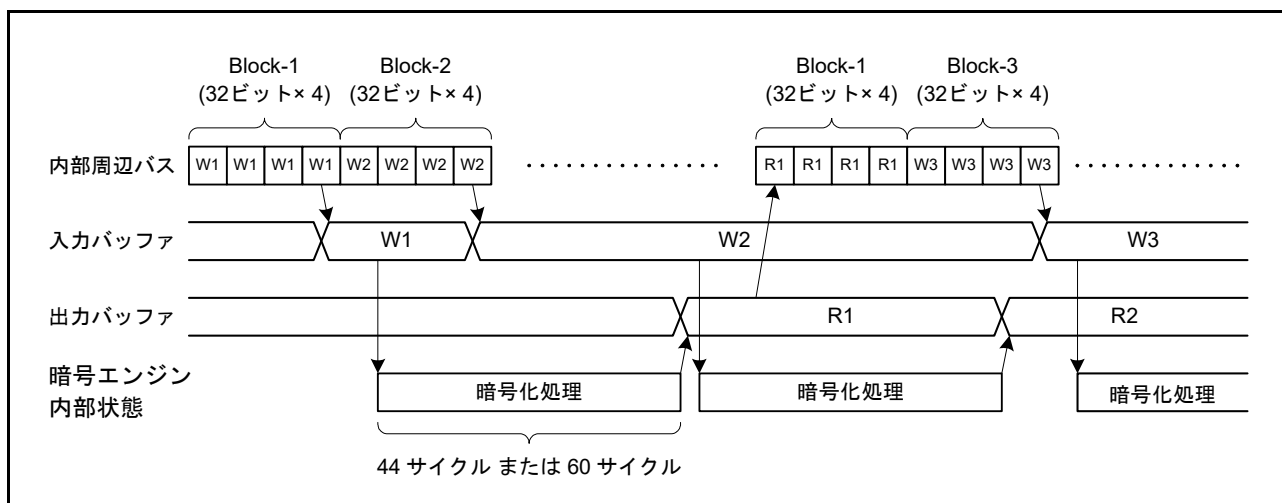 Block-1 Block-2 Block-1 Block-3
(32ビット× 4) (32ビット× 4) (32ビット× 4) (32ビット× 4)
内部周辺バス W1 W1 W1 W1 W2 W2 W2 W2 R1 R1 R1 R1 W3 W3 W3 W3
入力バッファ W1 W2 W3
出力バッファ R1 R2
暗号エンジン
内部状態 暗号化処理 暗号化処理 暗号化処理
44 サイクル または 60 サイクル